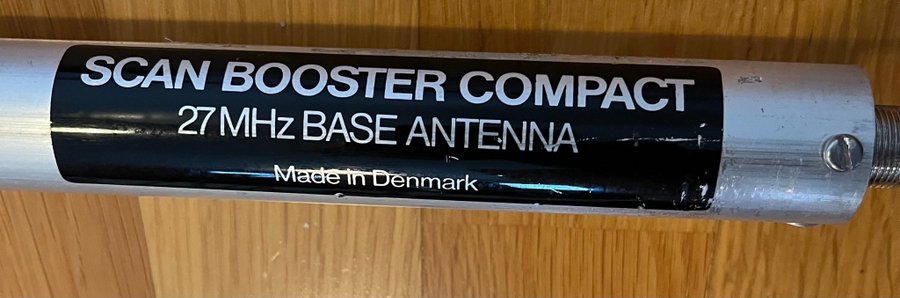 SCAN BOOSTER COMPACT
27 MHz BASE ANTENNA
Made in Denmark